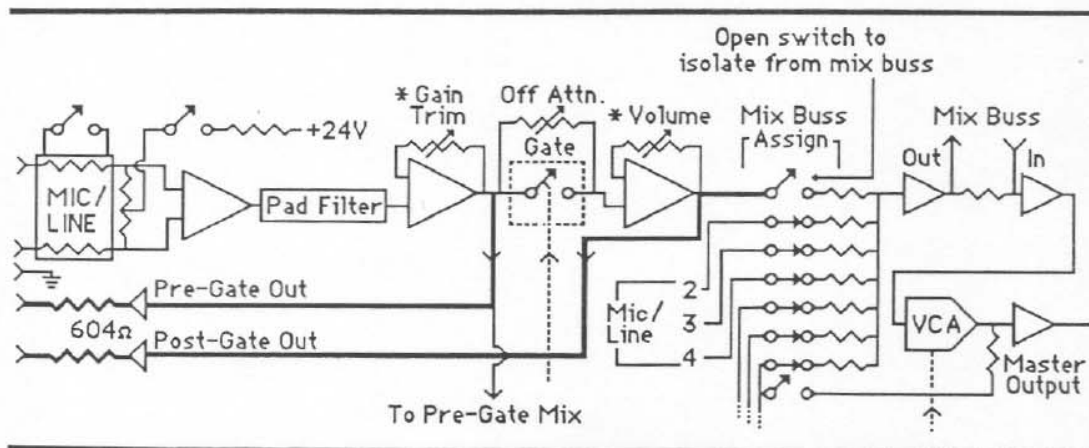 Open switch to
isolate from mix buss
* Gain
Trim
Off Attn.
* Volume
Mix Buss
Assign
Mix Buss
+24V
Gate
Out
In
MIC/
LINE
Pad Filter
Pre-Gate Out
604Ω
Post-Gate Out
Mic/
Line
2
3
4
VCA
Master
Output
To Pre-Gate Mix